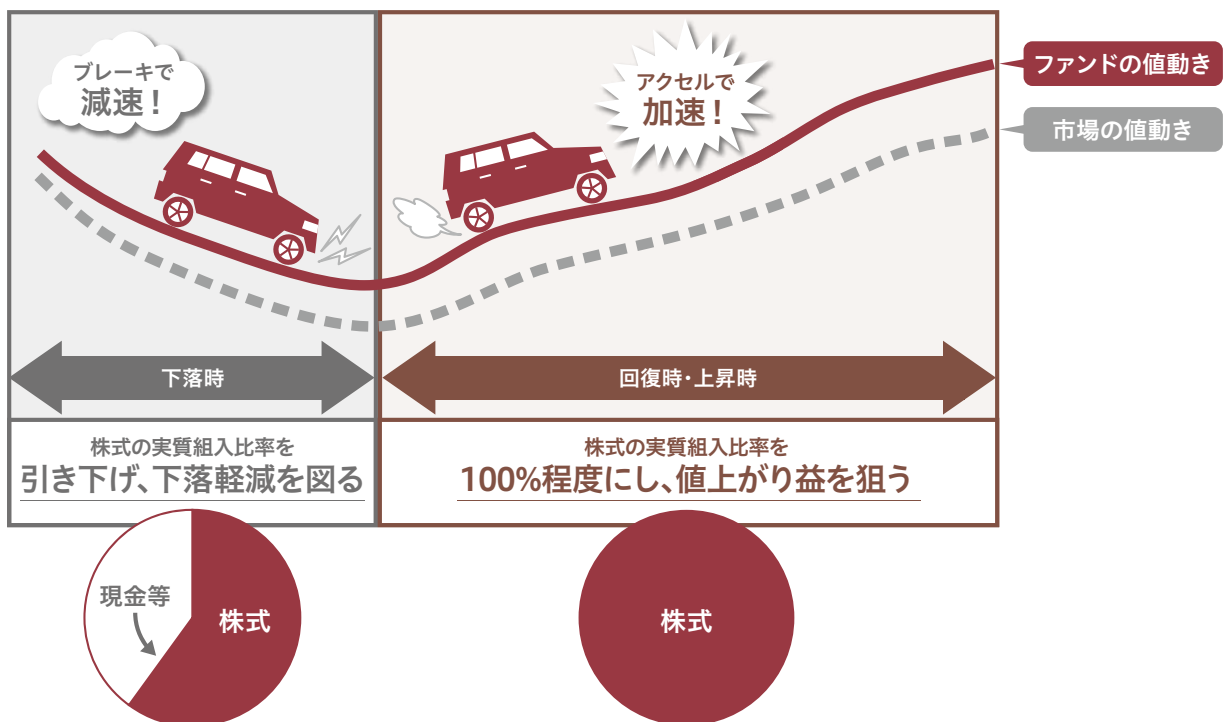 ブレーキで
減速！
アクセルで
加速！
ファンドの値動き
市場の値動き
下落時
回復時・上昇時
株式の実質組入比率を
引き下げ、下落軽減を図る
株式の実質組入比率を
100%程度にし、値上がり益を狙う
現金等
株式
株式